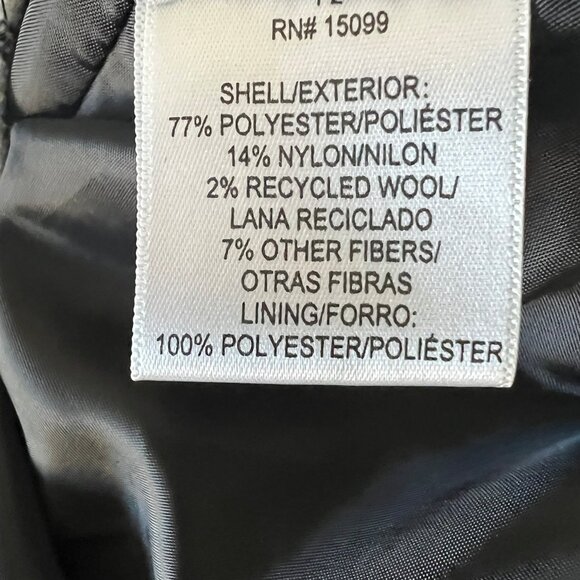 RN# 15099
SHELL/EXTERIOR:
77% POLYESTER/POLIÉSTER
14% NYLON/NILON
2% RECYCLED WOOL/
LANA RECICLADO
7% OTHER FIBERS/
OTRAS FIBRAS
LINING/FORRO:
100% POLYESTER/POLIÉSTER